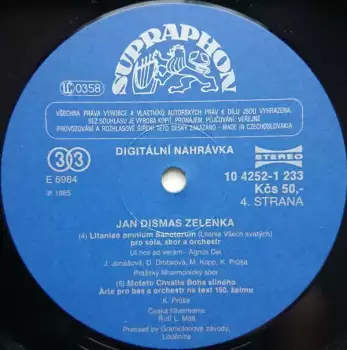 SUPRAPHON
LC 0358
VŠECHNA PRÁVA VÝROBCE A VLASTNÍKŮ AUTORSKÝCH PRÁV K DÍLU JSOU VYHRAZENA.
BEZ SOUHLASU JE VÝROBA KOPIÍ, PRONÁJEM, PŮJČOVÁNÍ, VEŘEJNÉ
PROVOZOVÁNÍ A ROZHLASOVÉ ŠÍŘENÍ TÉTO DESKY ZAKÁZÁNO - MADE IN CZECHOSLOVAKIA
DIGITÁLNÍ NAHRÁVKA
33
STEREO
E 6984
10 4252-1 233
Kčs 50,-
℗ 1985
4. STRANA
JAN DISMAS ZELENKA
(4) Litaniae omnium Sanctorum (Litanie Všech svatých)
pro sóla, sbor a orchestr
Ut nos ad veram - Agnus Dei
J. Jonášová, D. Drobková, M. Kopp, K. Průša
Pražský filharmonický sbor
(5) Moteto Chvalte Boha silného
Árie pro bas a orchestr na text 150. žalmu
K. Průša
Česká filharmonie
Řídí L. Mátl
Pressed by Gramofonové závody,
Loděnice